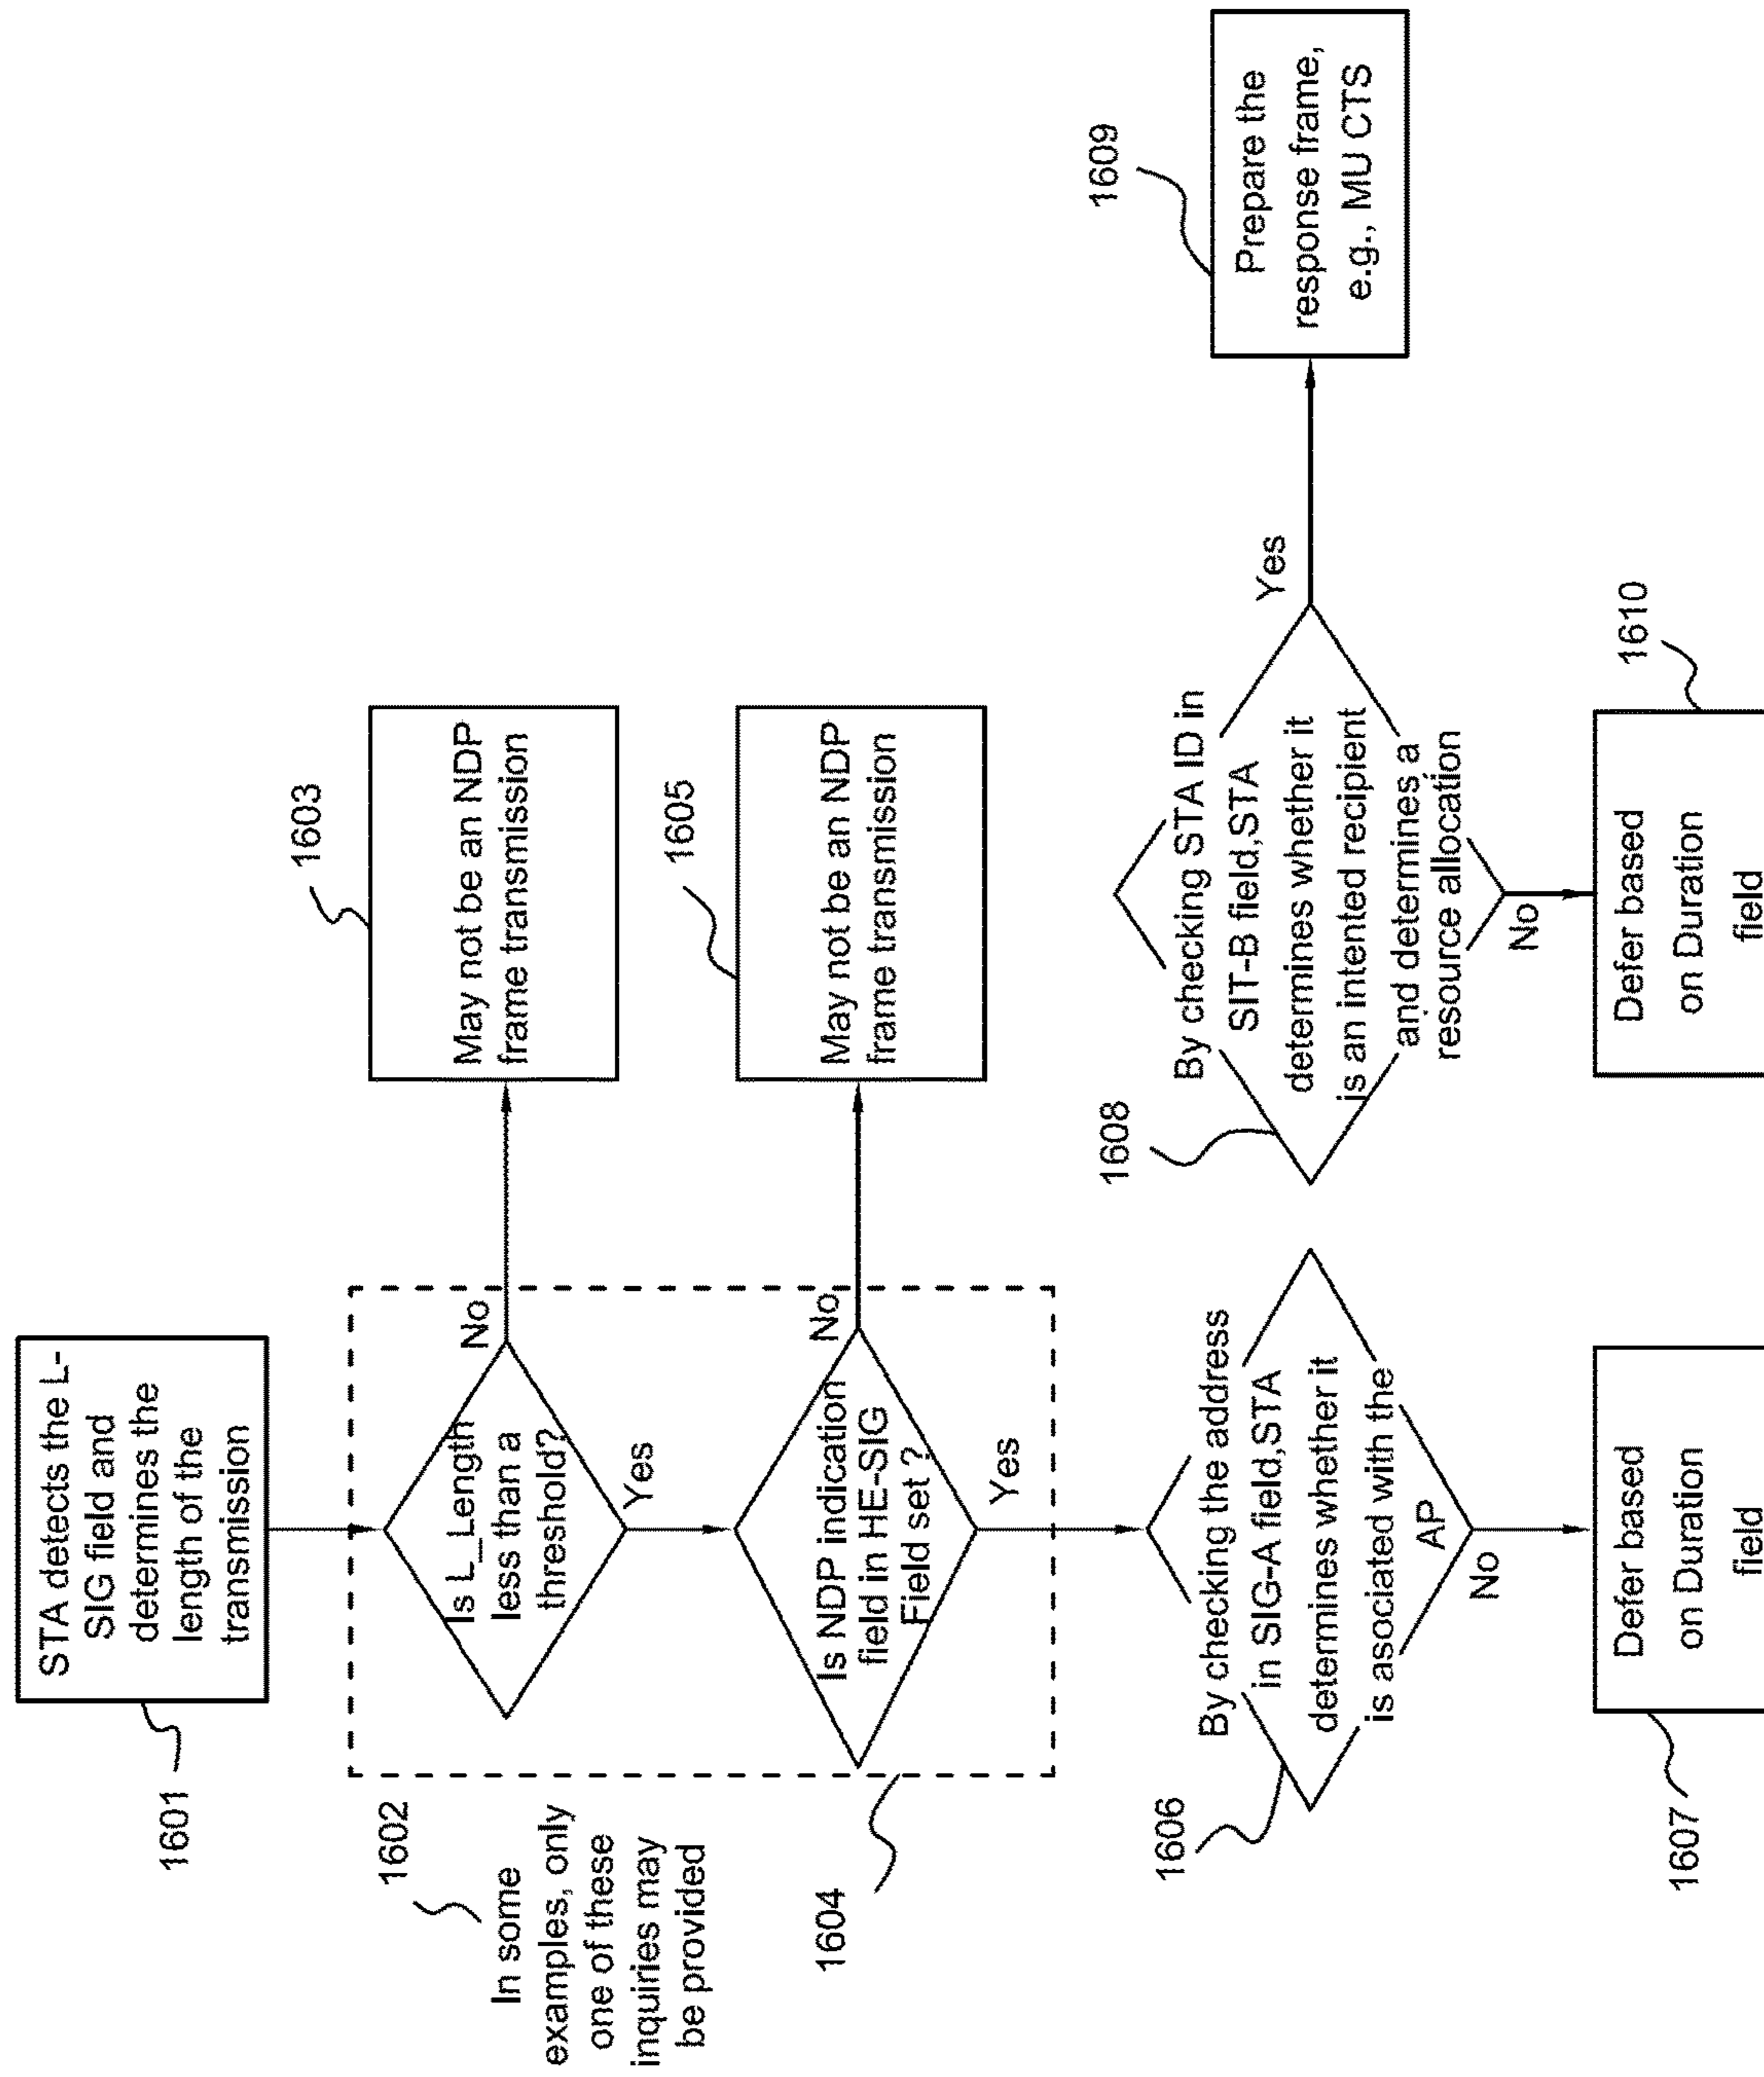 1601
STA detects the L-
SIG field and
determines the
length of the
transmission
1602
In some
examples, only
one of these
inquiries may
be provided
Is L_Length
less than a
threshold?
No
Yes
1603
May not be an NDP
frame transmission
1604
Is NDP indication
field in HE-SIG
Field set ?
No
Yes
1605
May not be an NDP
frame transmission
1606
By checking the address
in SIG-A field,STA
determines whether it
is associated with the
AP
No
1607
Defer based
on Duration
field
1608
By checking STA ID in
SIT-B field,STA
determines whether it
is an intented recipient
and determines a
resource allocation
Yes
No
1609
Prepare the
response frame,
e.g., MU CTS
1610
Defer based
on Duration
field